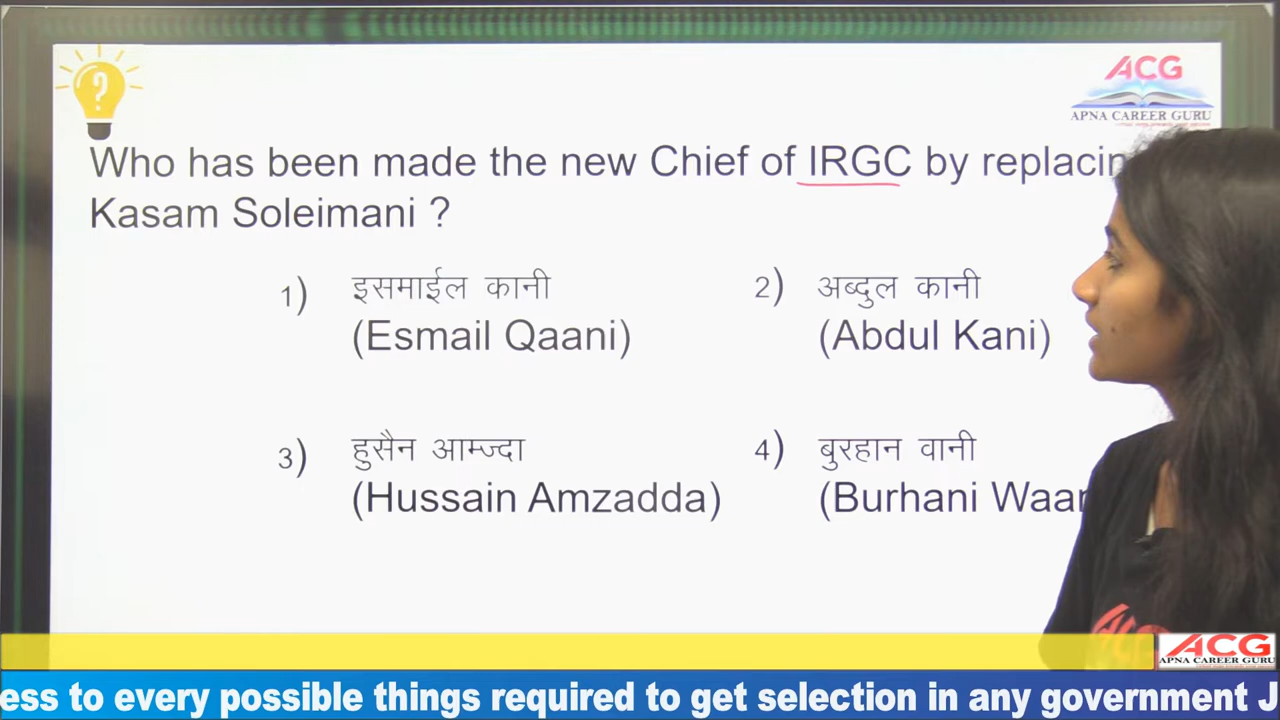 ACG
APNA CAREER GURU
Who has been made the new Chief of IRGC by replacin
Kasam Soleimani ?
1) इसमाईल कानी
(Esmail Qaani)
2) अब्दुल कानी
(Abdul Kani)
3) हुसैन आम्ज्दा
(Hussain Amzadda)
4) बुरहान वानी
(Burhani Waan
ACG
ACG
APNA CAREER GURU
ess to every possible things required to get selection in any government J